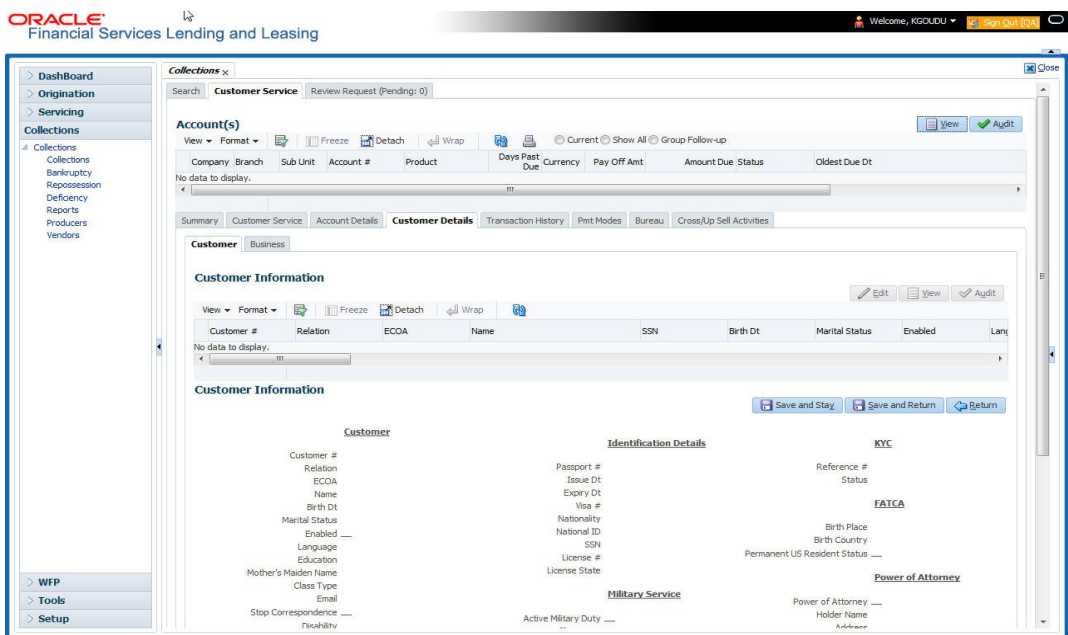 ORACLE
Financial Services Lending and Leasing
Welcome, KGOUDU
Sign Out [QA]
Close
DashBoard
Origination
Servicing
Collections
Collections
Collections
Bankruptcy
Repossession
Deficiency
Reports
Producers
Vendors
WFP
Tools
Setup
Collections x
Search Customer Service Review Request (Pending: 0)
Account(s)
View Audit
View Format Freeze Detach Wrap Current Show All Group Follow-up
Company Branch Sub Unit Account # Product Days Past Due Currency Pay Off Amt Amount Due Status Oldest Due Dt
No data to display.
Summary Customer Service Account Details Customer Details Transaction History Pmt Modes Bureau Cross/Up Sell Activities
Customer Business
Customer Information
Edit View Audit
View Format Freeze Detach Wrap
Customer # Relation ECOA Name SSN Birth Dt Marital Status Enabled Lang
No data to display.
Customer Information
Save and Stay Save and Return Return
Customer
Customer #
Relation
ECOA
Name
Birth Dt
Marital Status
Enabled
Language
Education
Mother's Maiden Name
Class Type
Email
Stop Correspondence
Disability
Identification Details
Passport #
Issue Dt
Expiry Dt
Visa #
Nationality
National ID
SSN
License #
License State
Military Service
Active Military Duty
KYC
Reference #
Status
FATCA
Birth Place
Birth Country
Permanent US Resident Status
Power of Attorney
Power of Attorney
Holder Name
Address